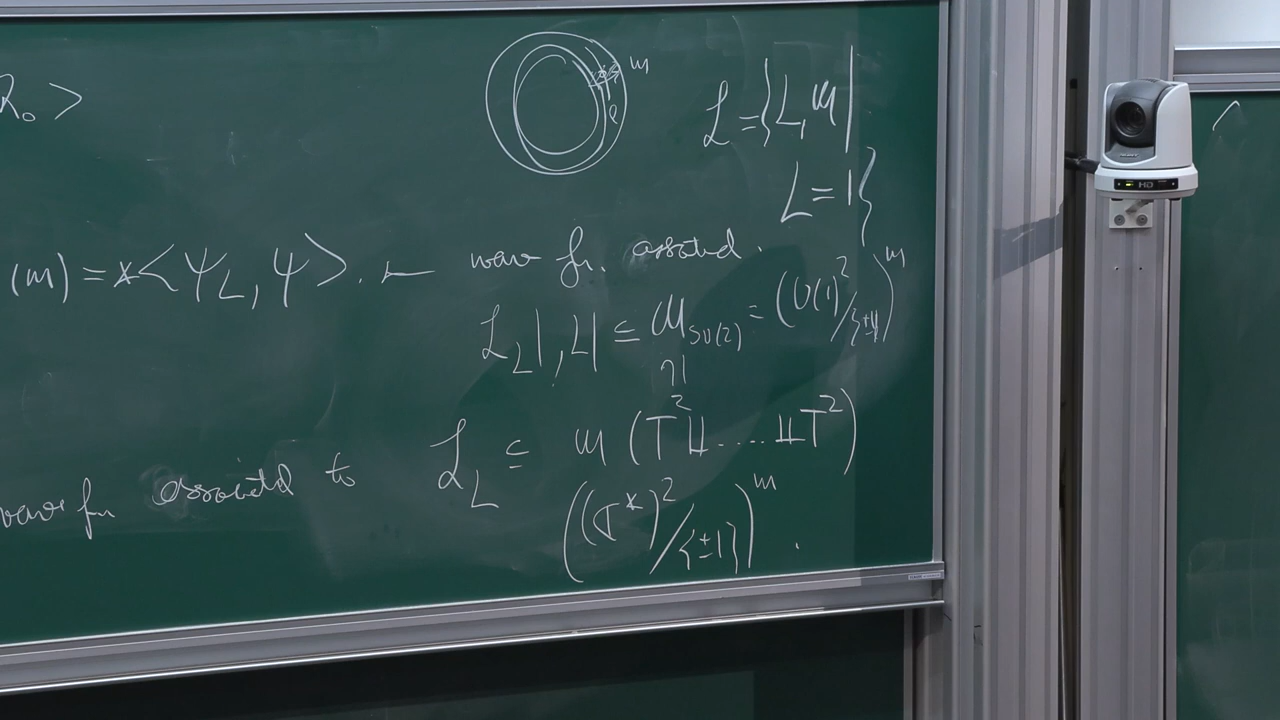 R₀ >
m
l
ℒ = { L, m |
L = 1 }
(m) = * < ψ_L, ψ > . ⟵ wave fn. associated.
ℒ_L | , L | ⊆ ℳ_SU(2) = ( U(1)² / {±1} )^m
∩|
wave fn associated to ℒ_L ⊆ m ( T² ⊔ .... ⊔ T² )
( (ℂ*)² / {±1} )^m .
HD